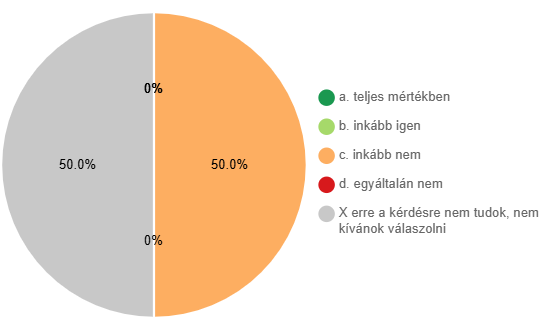 0%
50.0%
50.0%
0%
a. teljes mértékben
b. inkább igen
c. inkább nem
d. egyáltalán nem
X erre a kérdésre nem tudok, nem
kívánok válaszolni